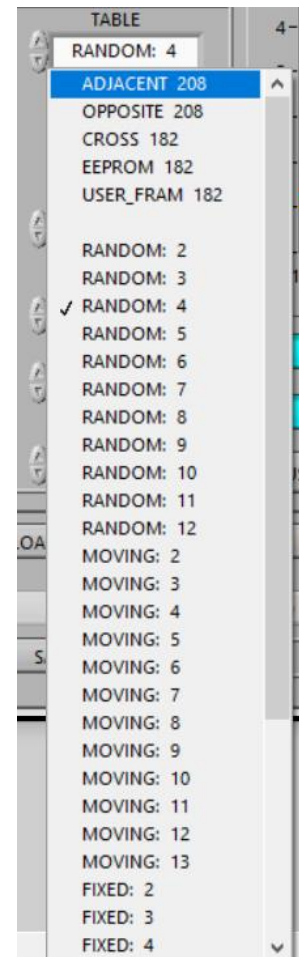 TABLE
4
RANDOM: 4
ADJACENT 208
OPPOSITE 208
CROSS 182
EEPROM 182
USER_FRAM 182
RANDOM: 2
RANDOM: 3
✓ RANDOM: 4
RANDOM: 5
RANDOM: 6
RANDOM: 7
RANDOM: 8
RANDOM: 9
RANDOM: 10
RANDOM: 11
RANDOM: 12
MOVING: 2
MOVING: 3
MOVING: 4
MOVING: 5
MOVING: 6
MOVING: 7
MOVING: 8
MOVING: 9
MOVING: 10
MOVING: 11
MOVING: 12
MOVING: 13
FIXED: 2
FIXED: 3
FIXED: 4